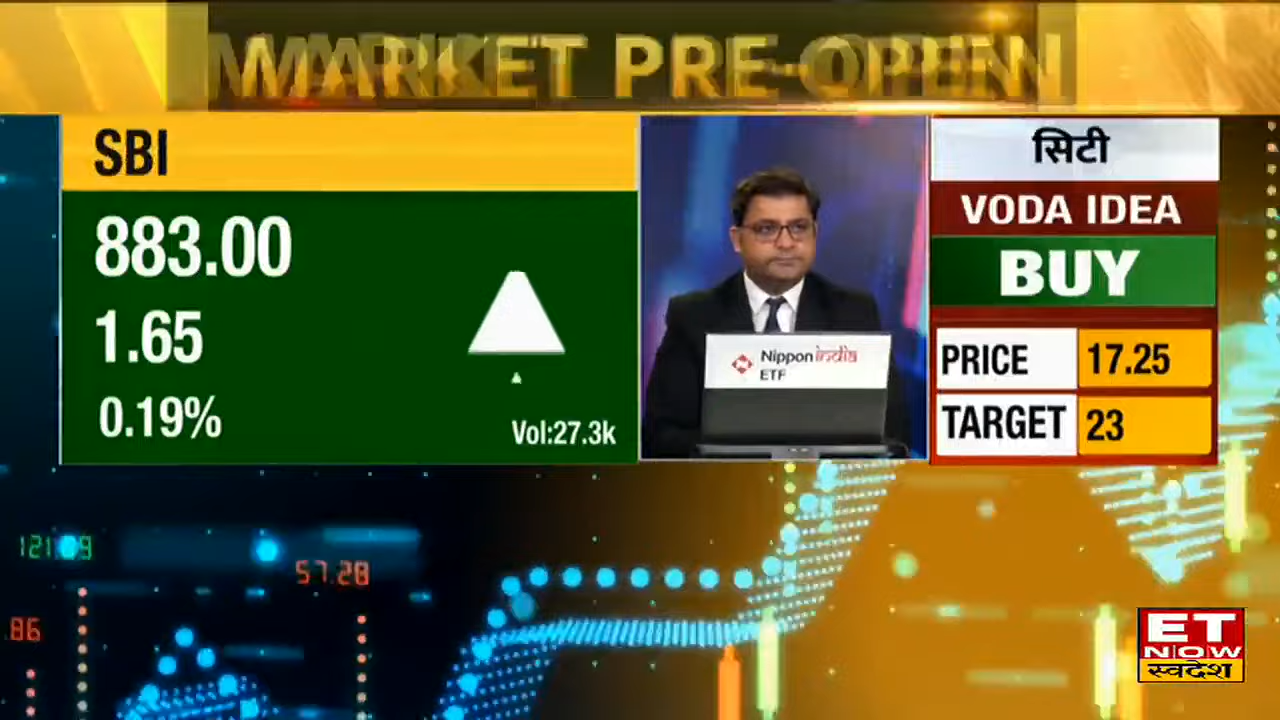 MARKET PRE-OPEN
SBI
883.00
1.65
0.19%
Vol:27.3k
Nippon india
ETF
सिटी
VODA IDEA
BUY
PRICE 17.25
TARGET 23
57.28
.86
ET
NOW
स्वदेश